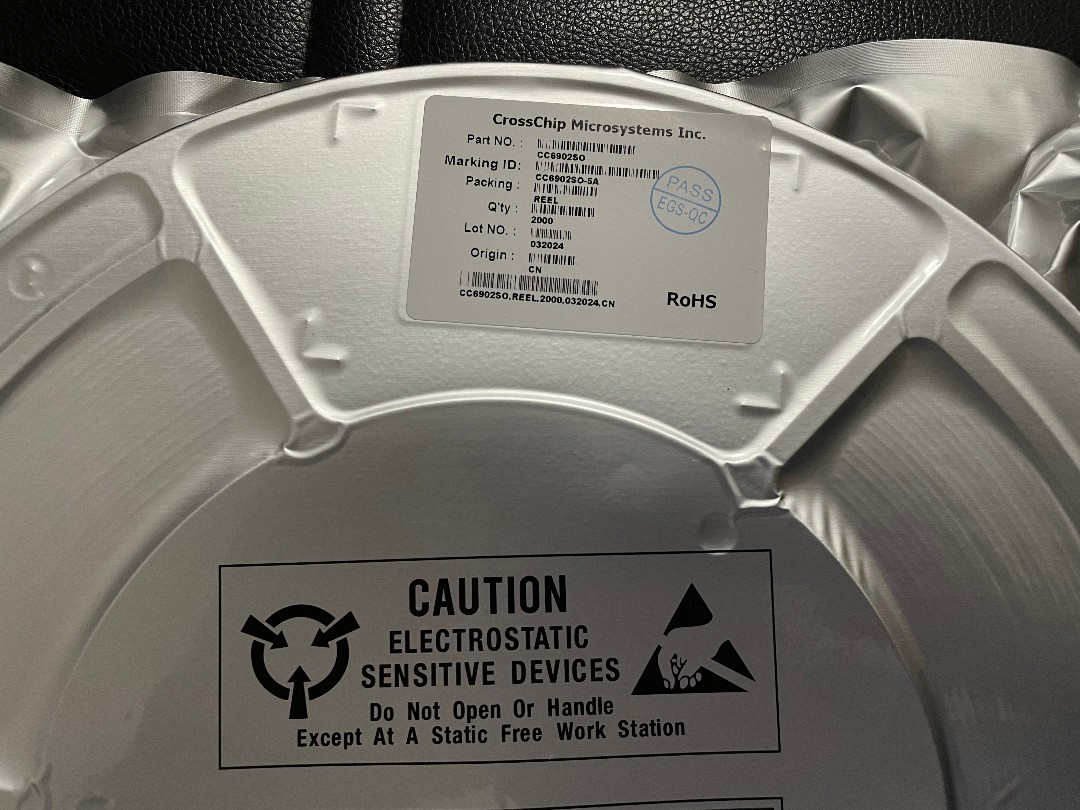 CrossChip Microsystems Inc.
Part NO. :
CC6902SO
Marking ID:
CC6902SO-5A
Packing :
REEL
Q'ty :
2000
Lot NO. :
032024
Origin :
CN
CC6902SO.REEL.2000.032024.CN
RoHS
PASS
EGS-QC
CAUTION
ELECTROSTATIC
SENSITIVE DEVICES
Do Not Open Or Handle
Except At A Static Free Work Station